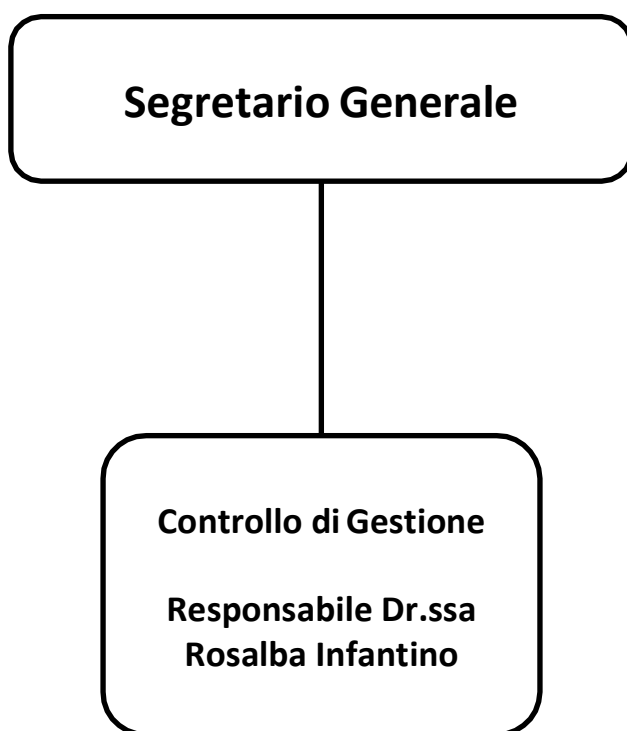 Segretario Generale
Controllo di Gestione
Responsabile Dr.ssa
Rosalba Infantino